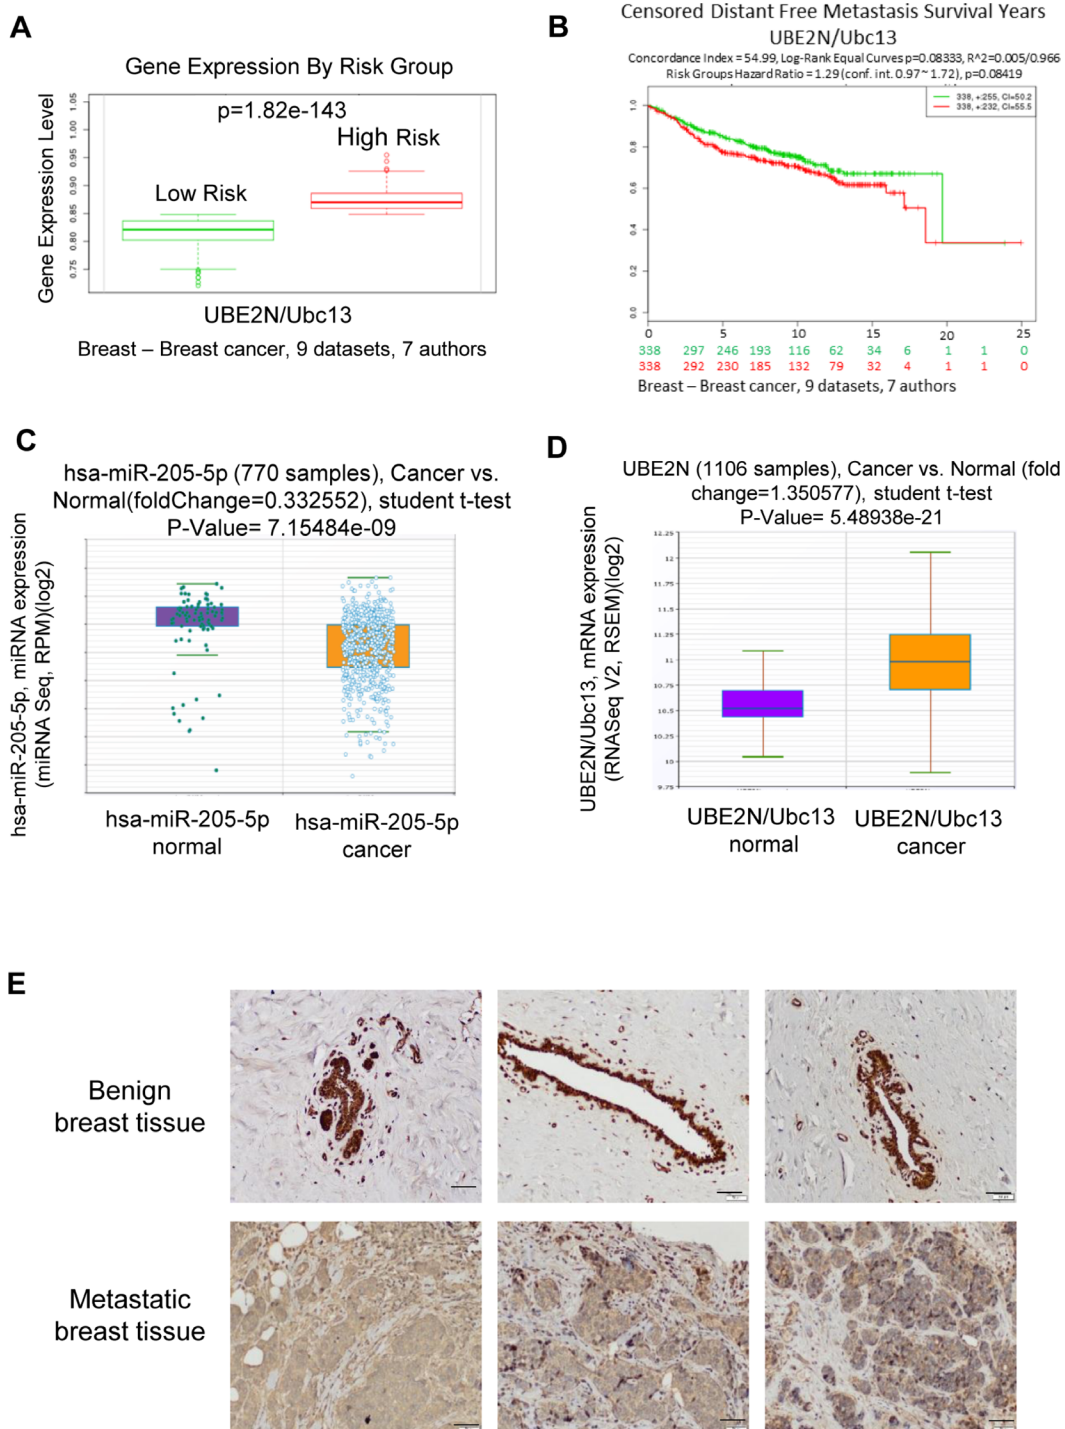 A
Gene Expression By Risk Group
Gene Expression Level
1.05
1.00
0.95
0.90
0.85
0.80
0.75
p=1.82e-143
High Risk
Low Risk
UBE2N/Ubc13
Breast – Breast cancer, 9 datasets, 7 authors
B
Censored Distant Free Metastasis Survival Years
UBE2N/Ubc13
Concordance Index = 54.99, Log-Rank Equal Curves p=0.08333, R^2=0.005/0.966
Risk Groups Hazard Ratio = 1.29 (conf. int. 0.97 ~ 1.72), p=0.08419
338, +:255, CI=50.2
338, +:232, CI=55.5
1.0
0.8
0.6
0.4
0.2
0.0
0 5 10 15 20 25
338 297 246 193 116 62 34 6 1 1 0
338 292 230 185 132 79 32 4 1 1 0
Breast – Breast cancer, 9 datasets, 7 authors
C
hsa-miR-205-5p (770 samples), Cancer vs.
Normal(foldChange=0.332552), student t-test
P-Value= 7.15484e-09
hsa-miR-205-5p, miRNA expression
(miRNA Seq, RPM)(log2)
hsa-miR-205-5p
normal
hsa-miR-205-5p
cancer
D
UBE2N (1106 samples), Cancer vs. Normal (fold
change=1.350577), student t-test
P-Value= 5.48938e-21
UBE2N/Ubc13, mRNA expression
(RNASeq V2, RSEM)(log2)
12.25
12
11.75
11.5
11.25
11
10.75
10.5
10.25
10
9.75
UBE2N/Ubc13
normal
UBE2N/Ubc13
cancer
E
Benign
breast tissue
Metastatic
breast tissue